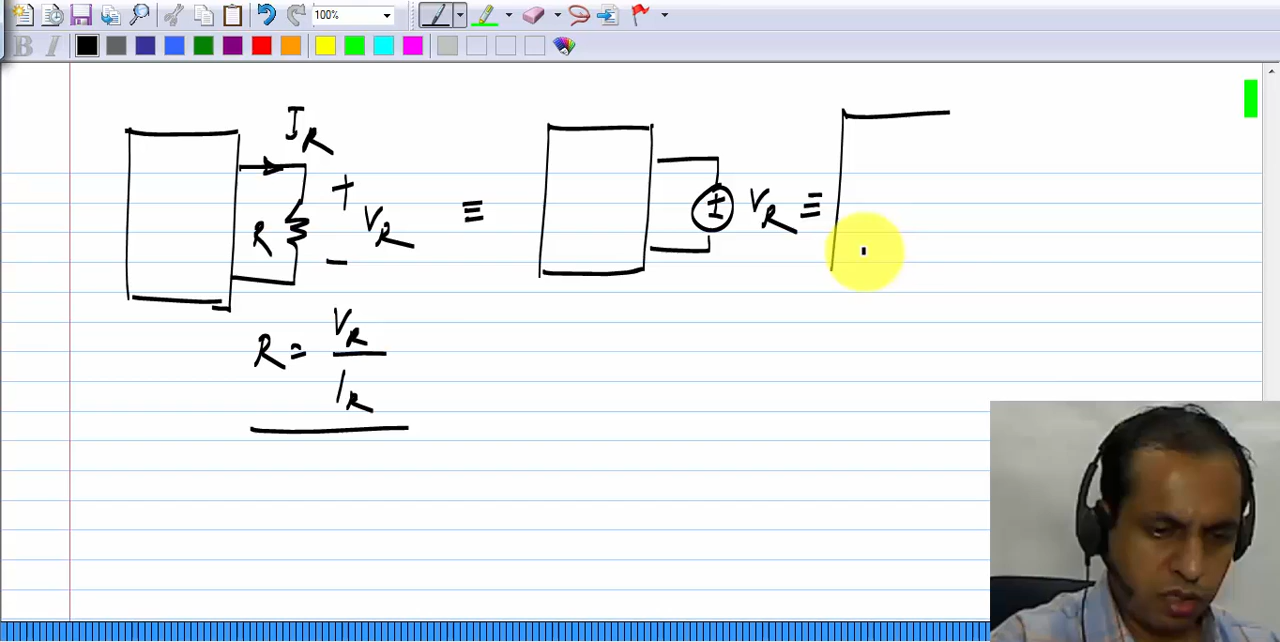 100%
B I
I_R
+
R V_R ≡ ± V_R ≡
−
R = V_R / I_R